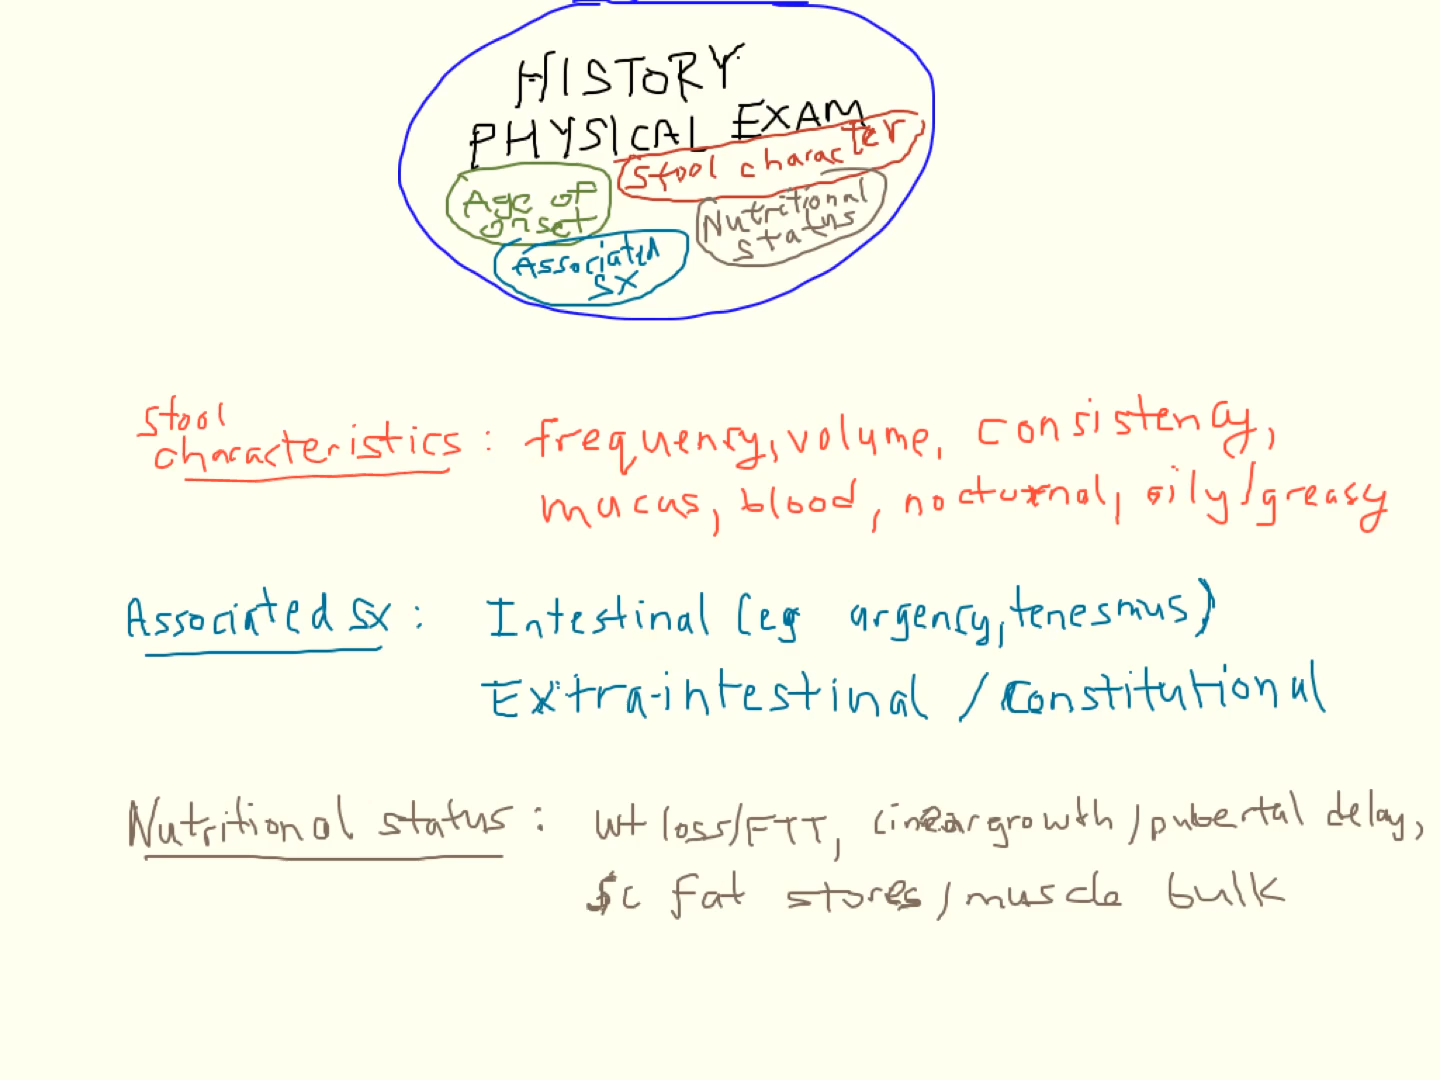 HISTORY
PHYSICAL EXAM
Stool character
Age of
onset
Nutritional
status
Associated
sx
Stool
characteristics : frequency, volume, consistency,
mucus, blood, nocturnal, oily/greasy
Associated sx : Intestinal (eg urgency, tenesmus)
Extra-intestinal / Constitutional
Nutritional status : wt loss/FTT, linear growth / pubertal delay,
sc fat stores / muscle bulk